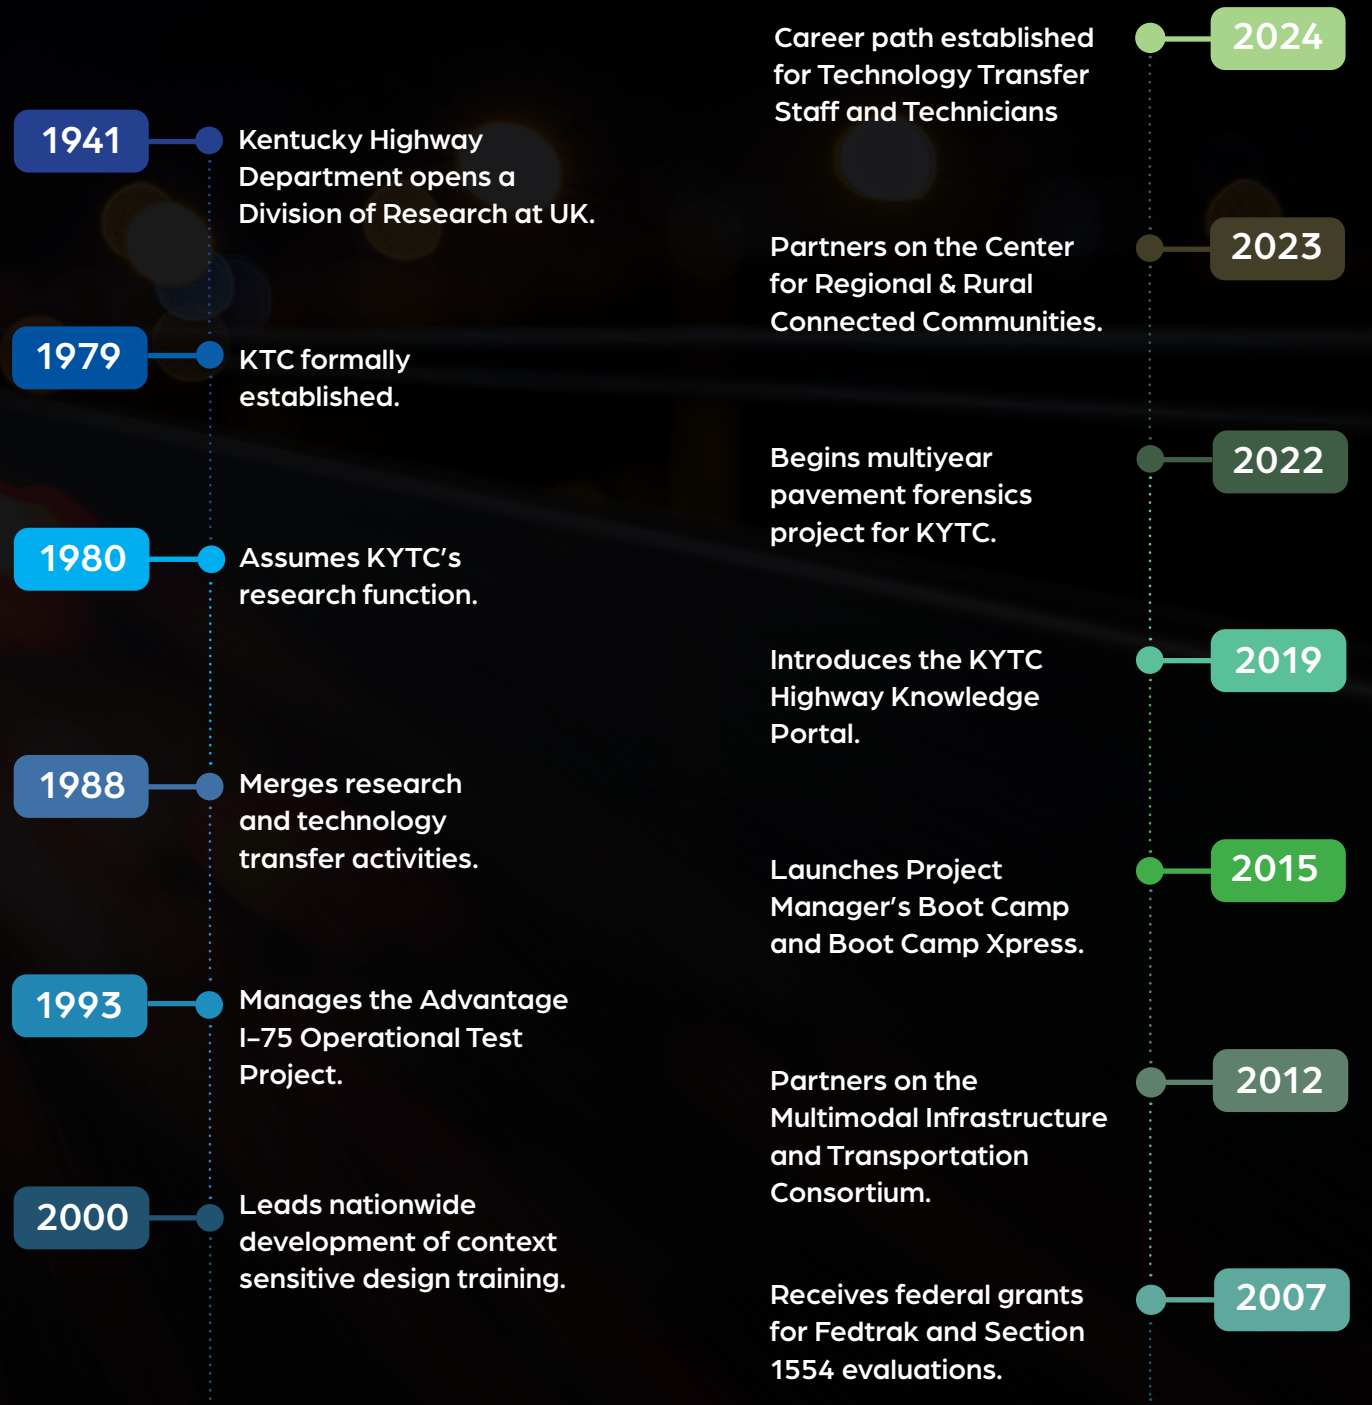 1941
Kentucky Highway
Department opens a
Division of Research at UK.
1979
KTC formally
established.
1980
Assumes KYTC’s
research function.
1988
Merges research
and technology
transfer activities.
1993
Manages the Advantage
I-75 Operational Test
Project.
2000
Leads nationwide
development of context
sensitive design training.
2024
Career path established
for Technology Transfer
Staff and Technicians
2023
Partners on the Center
for Regional & Rural
Connected Communities.
2022
Begins multiyear
pavement forensics
project for KYTC.
2019
Introduces the KYTC
Highway Knowledge
Portal.
2015
Launches Project
Manager’s Boot Camp
and Boot Camp Xpress.
2012
Partners on the
Multimodal Infrastructure
and Transportation
Consortium.
2007
Receives federal grants
for Fedtrak and Section
1554 evaluations.